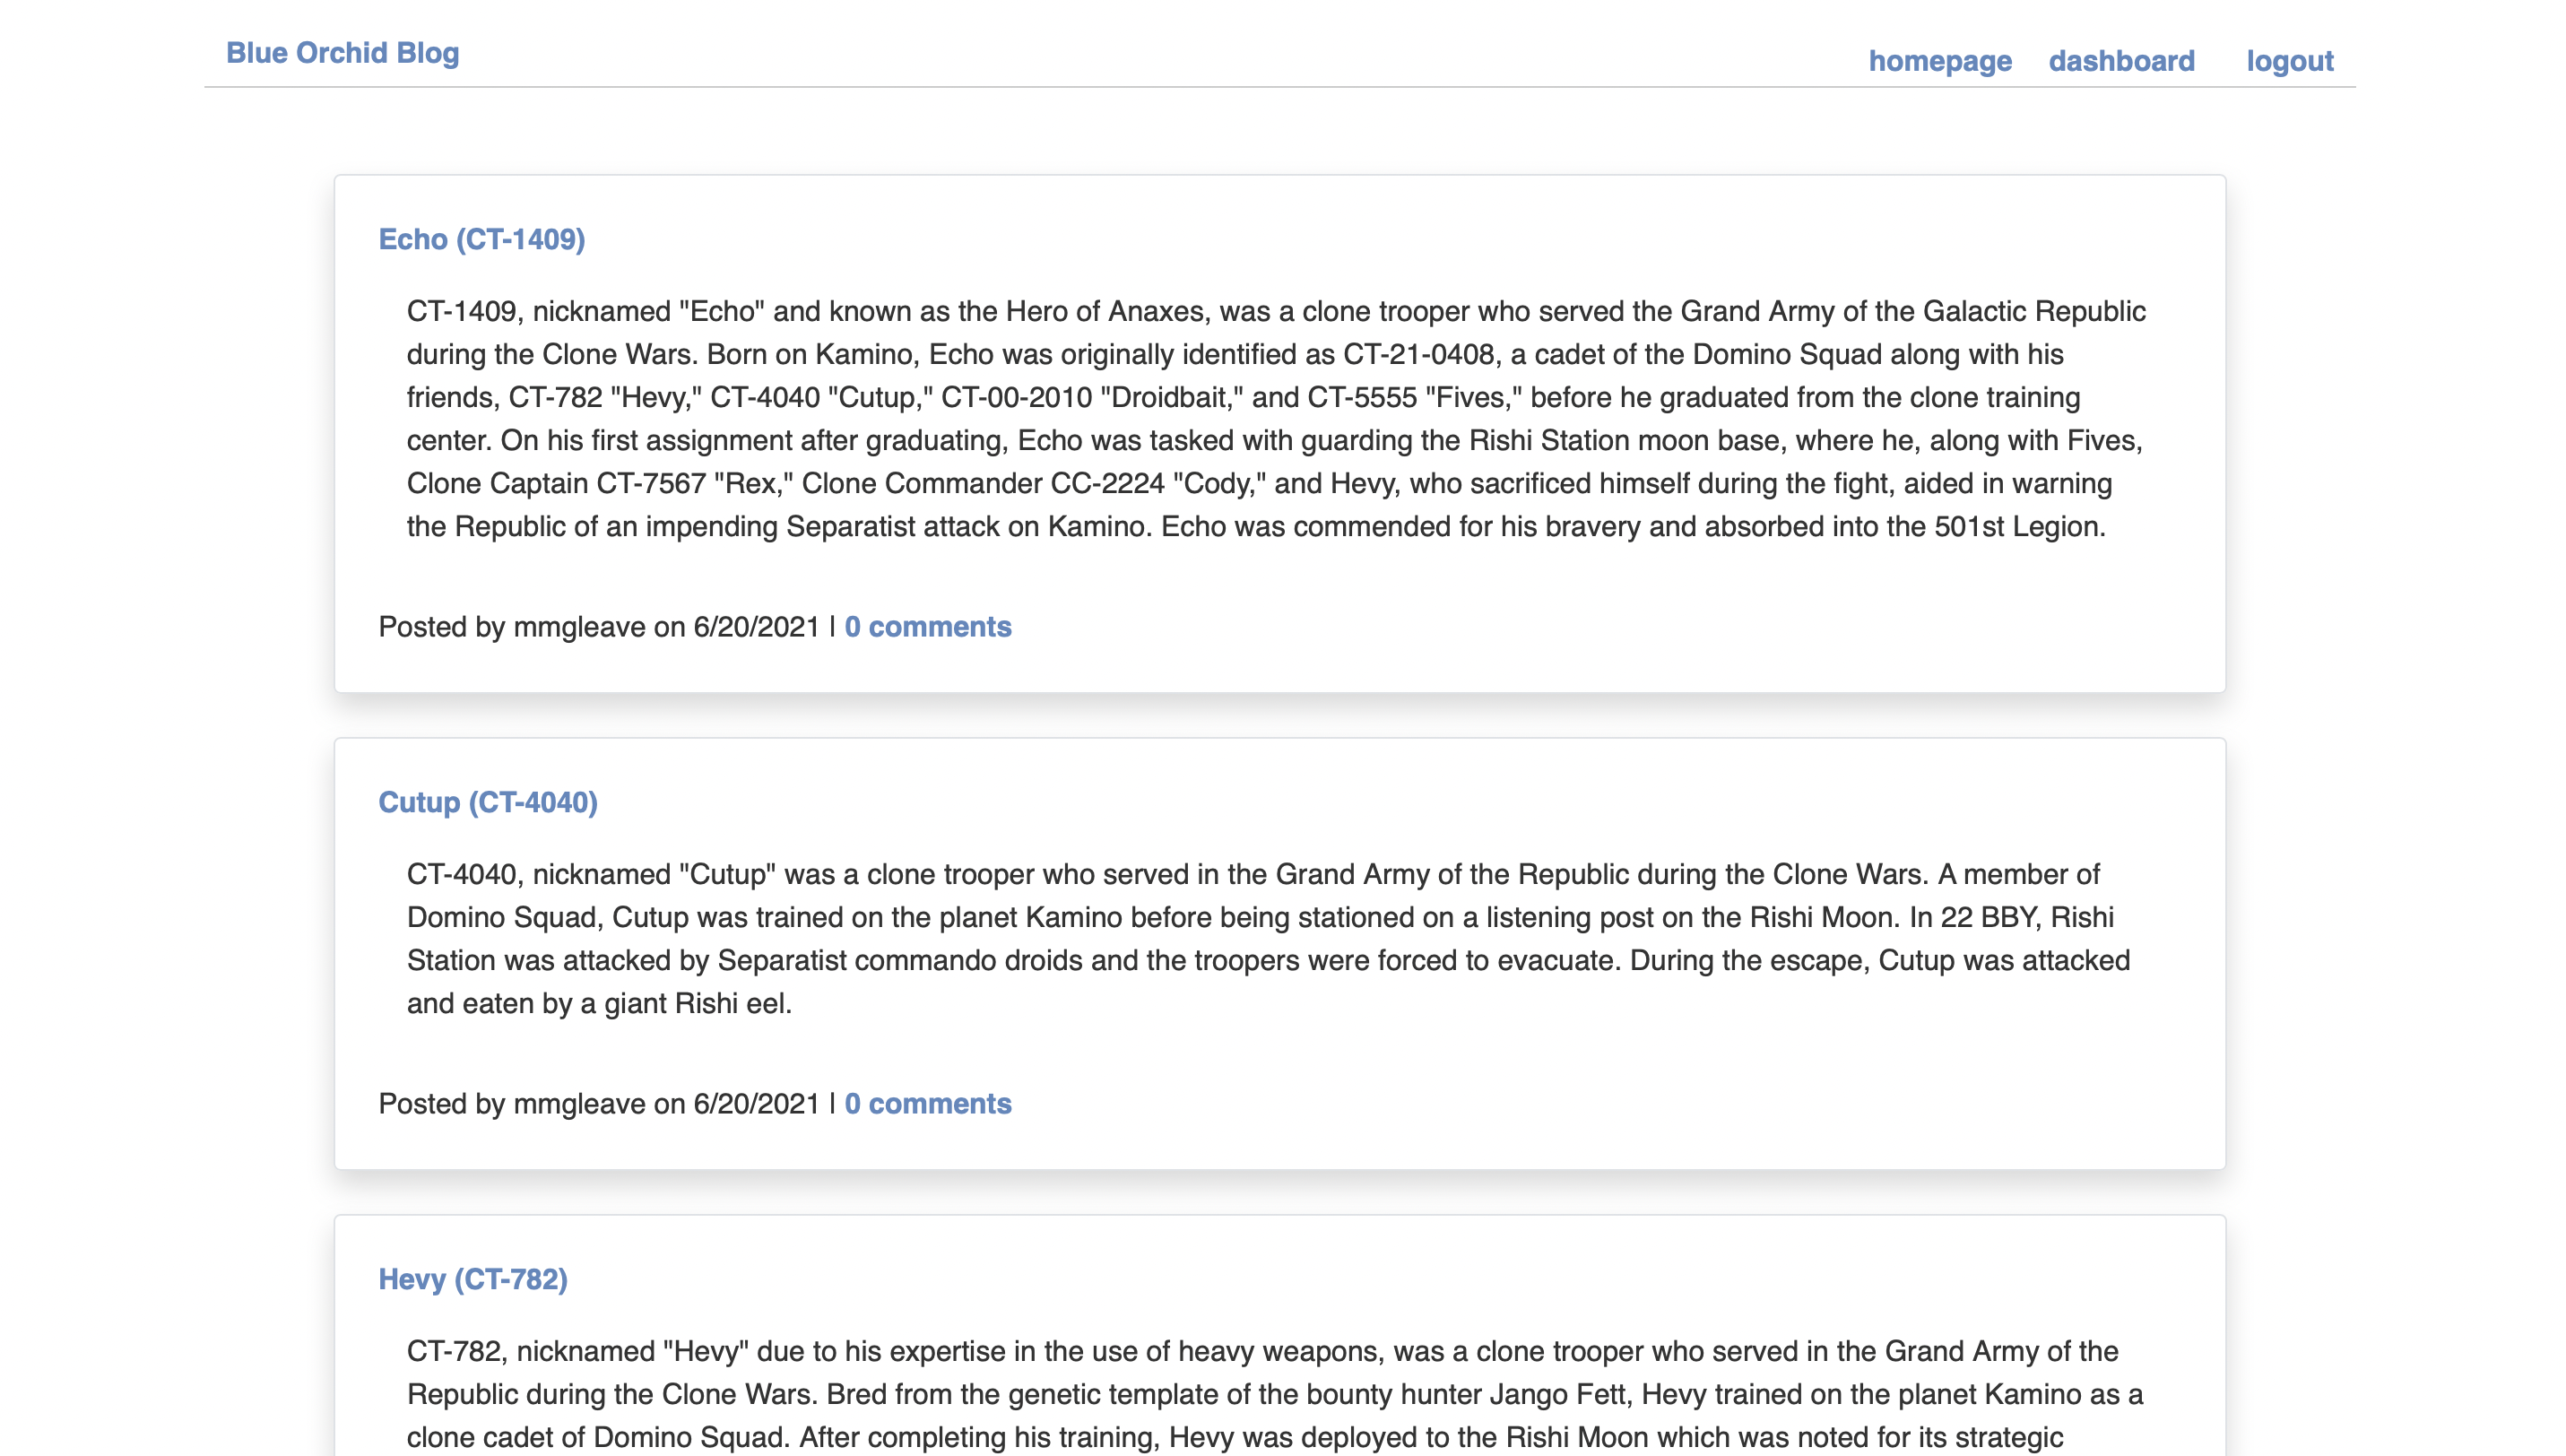 Blue Orchid Blog
homepage dashboard logout
Echo (CT-1409)
CT-1409, nicknamed "Echo" and known as the Hero of Anaxes, was a clone trooper who served the Grand Army of the Galactic Republic
during the Clone Wars. Born on Kamino, Echo was originally identified as CT-21-0408, a cadet of the Domino Squad along with his
friends, CT-782 "Hevy," CT-4040 "Cutup," CT-00-2010 "Droidbait," and CT-5555 "Fives," before he graduated from the clone training
center. On his first assignment after graduating, Echo was tasked with guarding the Rishi Station moon base, where he, along with Fives,
Clone Captain CT-7567 "Rex," Clone Commander CC-2224 "Cody," and Hevy, who sacrificed himself during the fight, aided in warning
the Republic of an impending Separatist attack on Kamino. Echo was commended for his bravery and absorbed into the 501st Legion.
Posted by mmgleave on 6/20/2021 | 0 comments
Cutup (CT-4040)
CT-4040, nicknamed "Cutup" was a clone trooper who served in the Grand Army of the Republic during the Clone Wars. A member of
Domino Squad, Cutup was trained on the planet Kamino before being stationed on a listening post on the Rishi Moon. In 22 BBY, Rishi
Station was attacked by Separatist commando droids and the troopers were forced to evacuate. During the escape, Cutup was attacked
and eaten by a giant Rishi eel.
Posted by mmgleave on 6/20/2021 | 0 comments
Hevy (CT-782)
CT-782, nicknamed "Hevy" due to his expertise in the use of heavy weapons, was a clone trooper who served in the Grand Army of the
Republic during the Clone Wars. Bred from the genetic template of the bounty hunter Jango Fett, Hevy trained on the planet Kamino as a
clone cadet of Domino Squad. After completing his training, Hevy was deployed to the Rishi Moon which was noted for its strategic